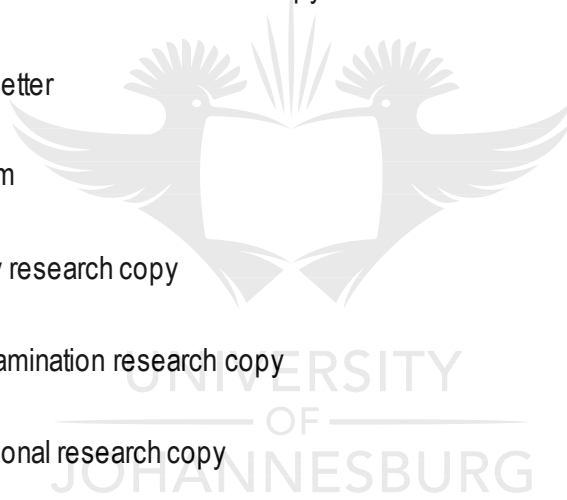 etter
m
research copy
amination research copy
onal research copy
UNIVERSITY
OF
JOHANNESBURG